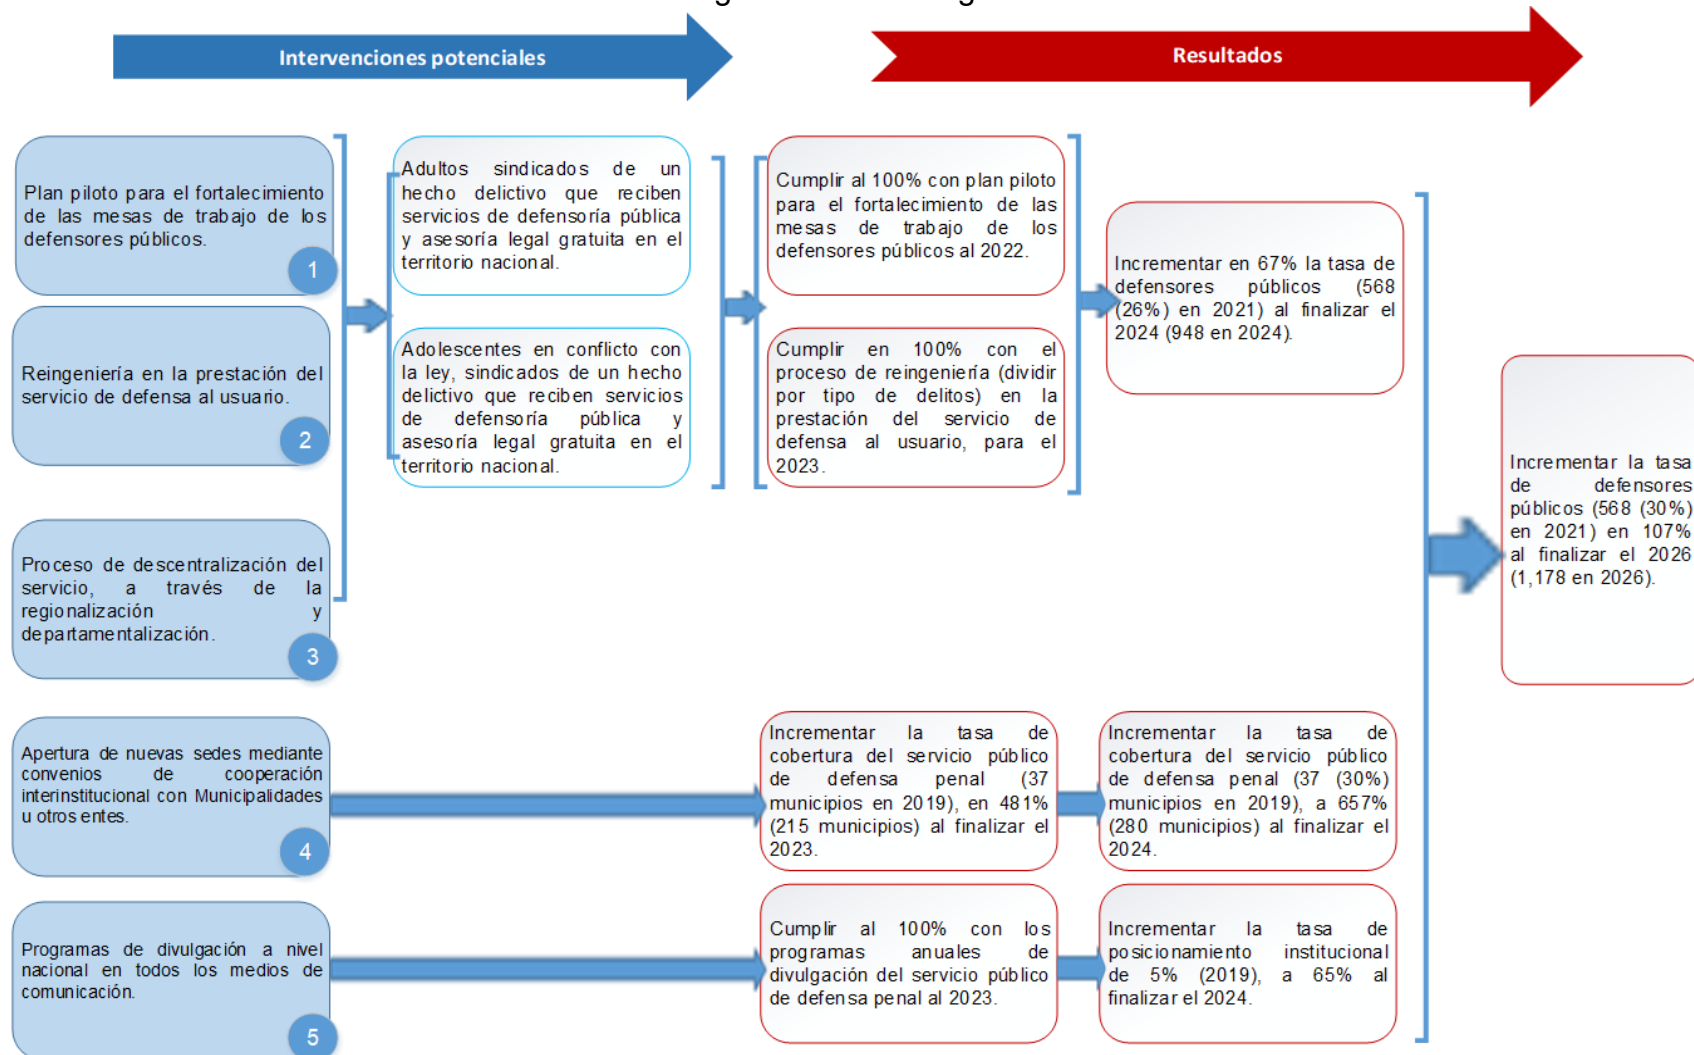 Intervenciones potenciales
Resultados
Plan piloto para el fortalecimiento
de las mesas de trabajo de los
defensores públicos.
1
Reingeniería en la prestación del
servicio de defensa al usuario.
2
Proceso de descentralización del
servicio, a través de la
regionalización y
departamentalización.
3
Apertura de nuevas sedes mediante
convenios de cooperación
interinstitucional con Municipalidades
u otros entes.
4
Programas de divulgación a nivel
nacional en todos los medios de
comunicación.
5
Adultos sindicados de un
hecho delictivo que reciben
servicios de defensoría pública
y asesoría legal gratuita en el
territorio nacional.
Adolescentes en conflicto con
la ley, sindicados de un hecho
delictivo que reciben servicios
de defensoría pública y
asesoría legal gratuita en el
territorio nacional.
Cumplir al 100% con plan piloto
para el fortalecimiento de las
mesas de trabajo de los
defensores públicos al 2022.
Cumplir en 100% con el
proceso de reingeniería (dividir
por tipo de delitos) en la
prestación del servicio de
defensa al usuario, para el
2023.
Incrementar la tasa de
cobertura del servicio público
de defensa penal (37
municipios en 2019), en 481%
(215 municipios) al finalizar el
2023.
Cumplir al 100% con los
programas anuales de
divulgación del servicio público
de defensa penal al 2023.
Incrementar en 67% la tasa de
defensores públicos (568
(26%) en 2021) al finalizar el
2024 (948 en 2024).
Incrementar la tasa de
cobertura del servicio público
de defensa penal (37 (30%)
municipios en 2019), a 657%
(280 municipios) al finalizar el
2024.
Incrementar la tasa de
posicionamiento institucional
de 5% (2019), a 65% al
finalizar el 2024.
Incrementar la tasa
de defensores
públicos (568 (30%)
en 2021) en 107%
al finalizar el 2026
(1,178 en 2026).